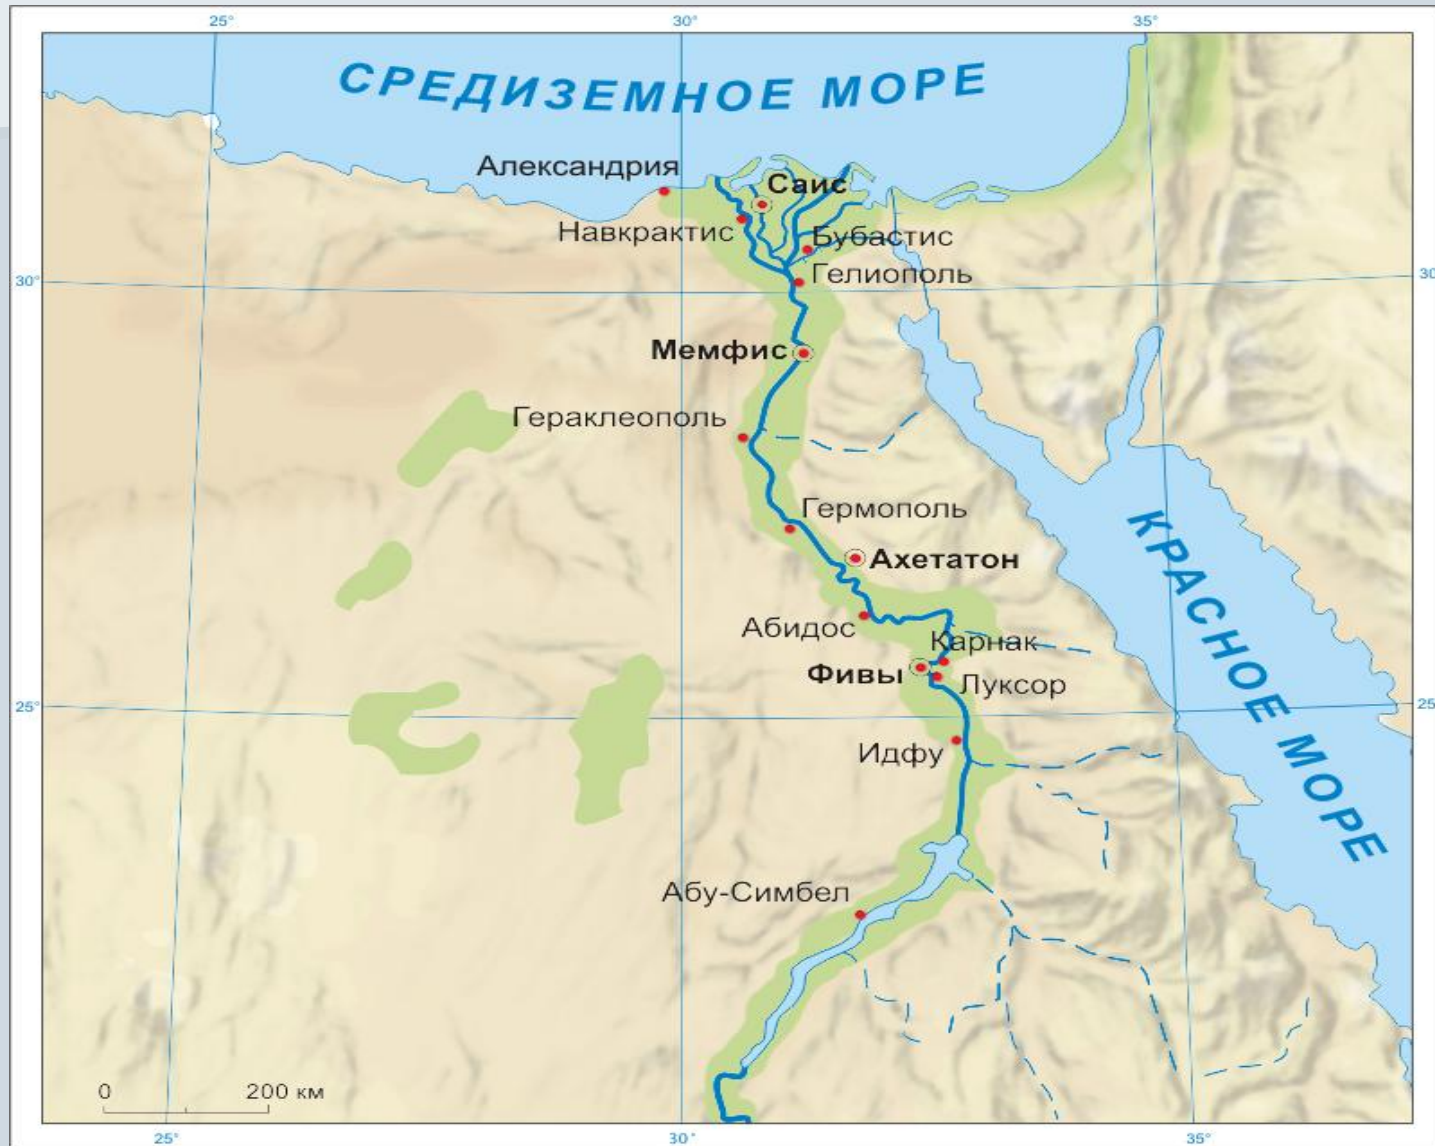 25°
30°
35°
СРЕДИЗЕМНОЕ МОРЕ
Александрия
Саис
Навкрактис
Бубастис
Гелиополь
30°
30
Мемфис
Гераклеополь
Гермополь
Ахетатон
КРАСНОЕ МОРЕ
Абидос
Карнак
Фивы
Луксор
25°
25
Идфу
Абу-Симбел
0 200 км
25°
30°
35°